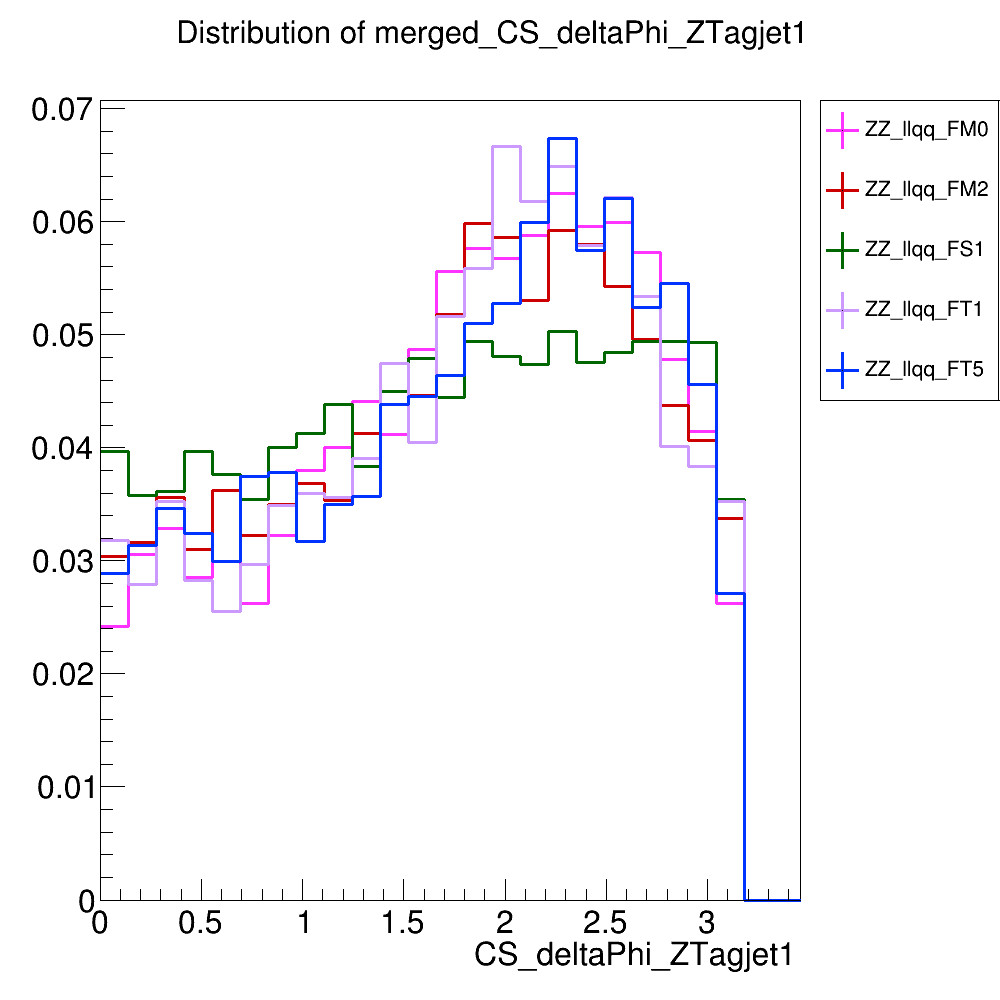 Distribution of merged_CS_deltaPhi_ZTagjet1
0.07
0.06
0.05
0.04
0.03
0.02
0.01
0
0 0.5 1 1.5 2 2.5 3
CS_deltaPhi_ZTagjet1
ZZ_llqq_FM0
ZZ_llqq_FM2
ZZ_llqq_FS1
ZZ_llqq_FT1
ZZ_llqq_FT5